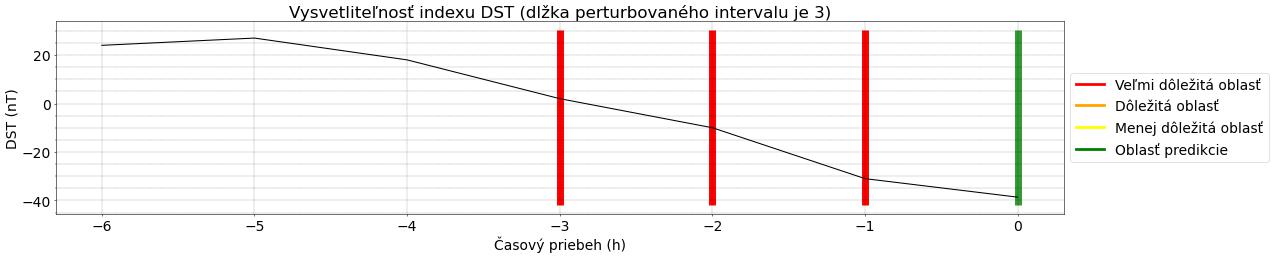 Vysvetliteľnosť indexu DST (dĺžka perturbovaného intervalu je 3)
DST (nT)
20
0
−20
−40
−6 −5 −4 −3 −2 −1 0
Časový priebeh (h)
Veľmi dôležitá oblasť
Dôležitá oblasť
Menej dôležitá oblasť
Oblasť predikcie